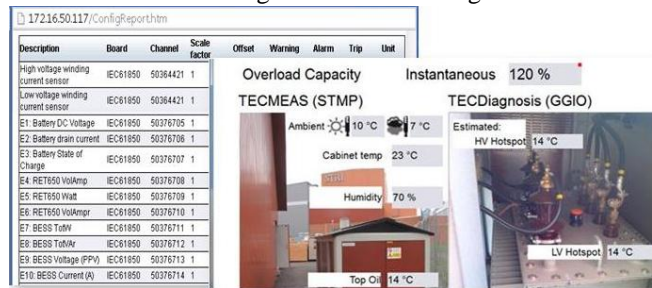 172.16.50.117/ConfigReport.htm
Description Board Channel Scale factor Offset Warning Alarm Trip Unit
High voltage winding current sensor IEC61850 50364421 1
Low voltage winding current sensor IEC61850 50364421 1
E1: Battery DC Voltage IEC61850 50376705 1
E2: Battery drain current IEC61850 50376706 1
E3: Battery State of Charge IEC61850 50376707 1
E4: RET650 VolAmp IEC61850 50376708 1
E5: RET650 Watt IEC61850 50376709 1
E6: RET650 VolAmpr IEC61850 50376710 1
E7: BESS TotW IEC61850 50376711 1
E8: BESS TotVAr IEC61850 50376712 1
E9: BESS Voltage (PPV) IEC61850 50376713 1
E10: BESS Current (A) IEC61850 50376714 1
Overload Capacity Instantaneous 120 %
TECMEAS (STMP) TECDiagnosis (GGIO)
Ambient 10 °C 7 °C
Cabinet temp 23 °C
Humidity 70 %
Top Oil 14 °C
Estimated:
HV Hotspot 14 °C
LV Hotspot 14 °C